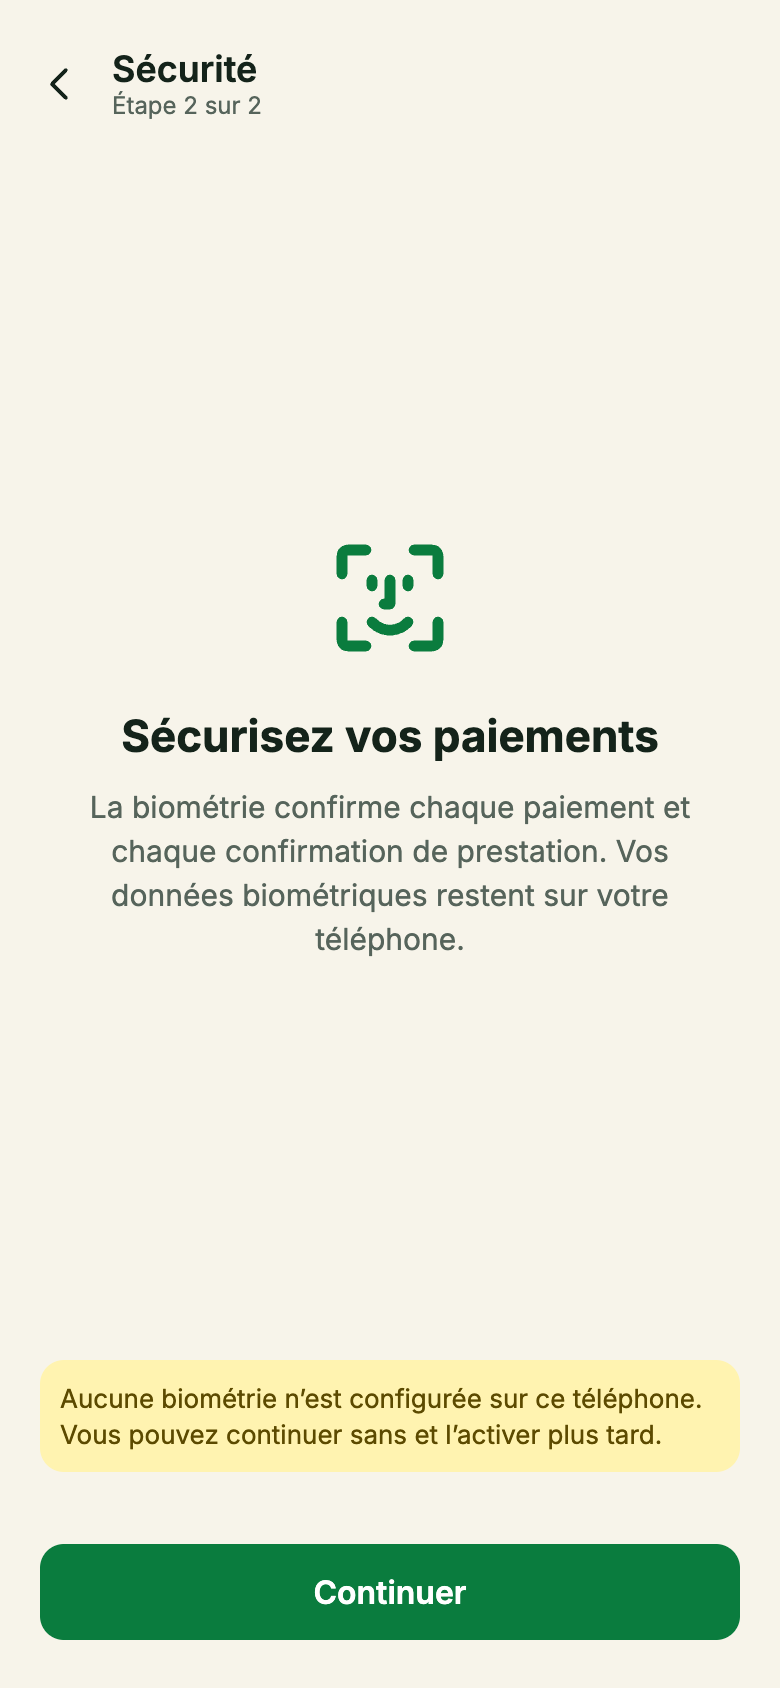 Sécurité
Étape 2 sur 2
Sécurisez vos paiements
La biométrie confirme chaque paiement et
chaque confirmation de prestation. Vos
données biométriques restent sur votre
téléphone.
Aucune biométrie n’est configurée sur ce téléphone.
Vous pouvez continuer sans et l’activer plus tard.
Continuer